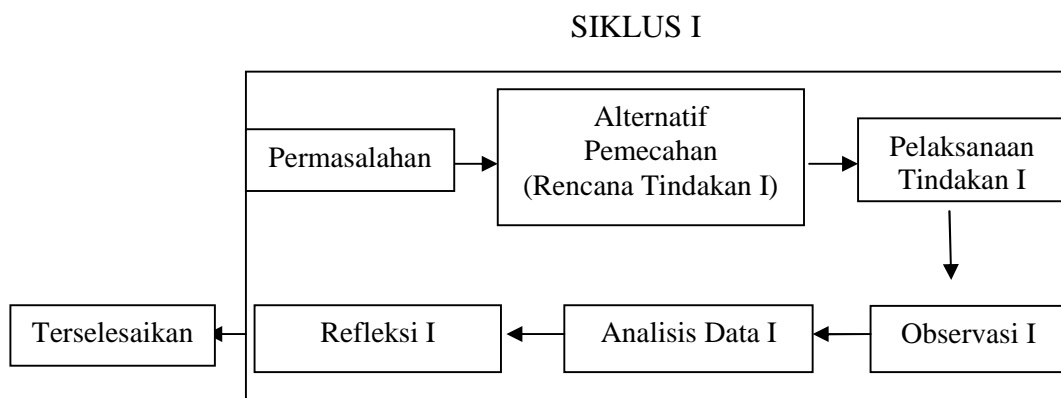 SIKLUS I
Permasalahan
Alternatif
Pemecahan
(Rencana Tindakan I)
Pelaksanaan
Tindakan I
Terselesaikan
Refleksi I
Analisis Data I
Observasi I